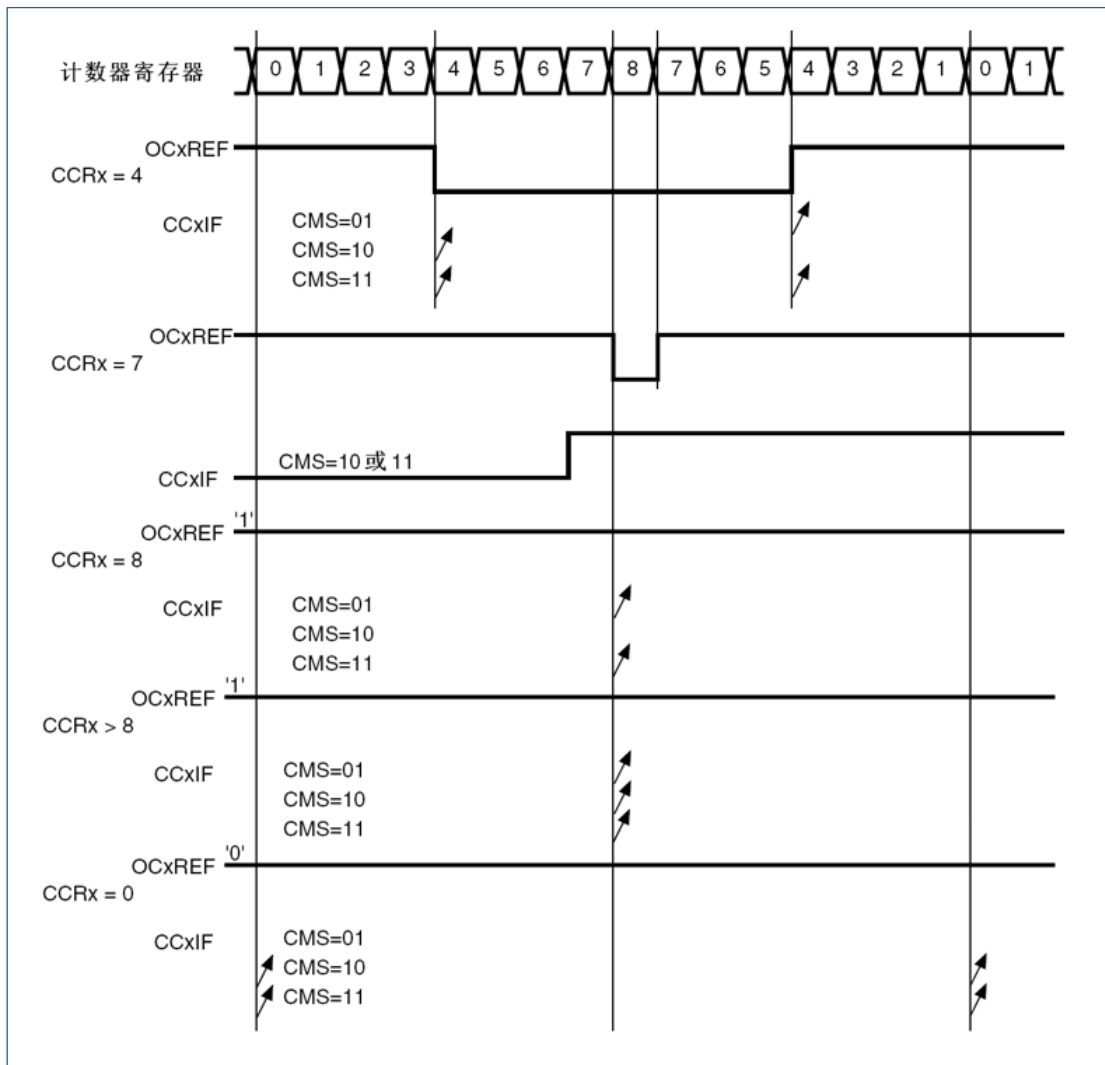 计数器寄存器 0 1 2 3 4 5 6 7 8 7 6 5 4 3 2 1 0 1
OCxREF
CCRx = 4
CCxIF CMS=01
CMS=10
CMS=11
OCxREF
CCRx = 7
CCxIF CMS=10 或 11
OCxREF '1'
CCRx = 8
CCxIF CMS=01
CMS=10
CMS=11
OCxREF '1'
CCRx > 8
CCxIF CMS=01
CMS=10
CMS=11
OCxREF '0'
CCRx = 0
CCxIF CMS=01
CMS=10
CMS=11